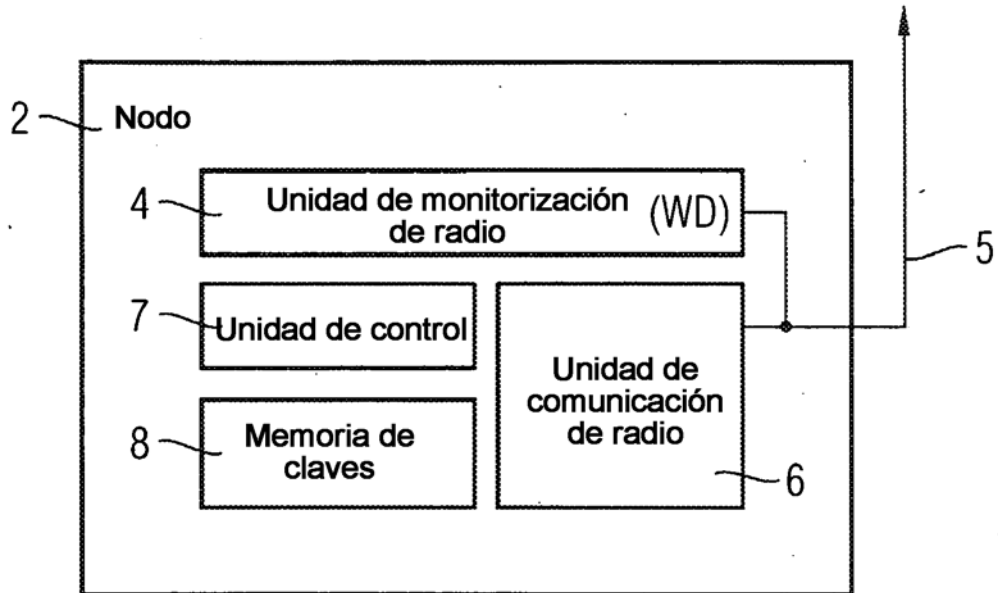 2
Nodo
4
Unidad de monitorización
de radio
(WD)
5
7
Unidad de control
Unidad de
comunicación
de radio
8
Memoria de
claves
6